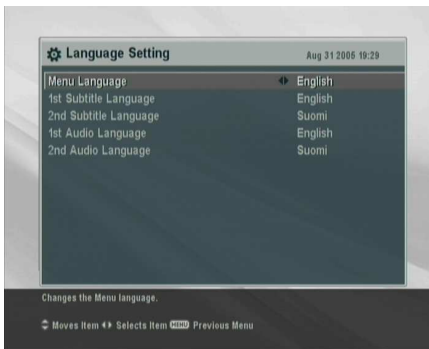 Language Setting
Aug 31 2005 19:29
Menu Language English
1st Subtitle Language English
2nd Subtitle Language Suomi
1st Audio Language English
2nd Audio Language Suomi
Changes the Menu language.
Moves Item Selects Item MENU Previous Menu